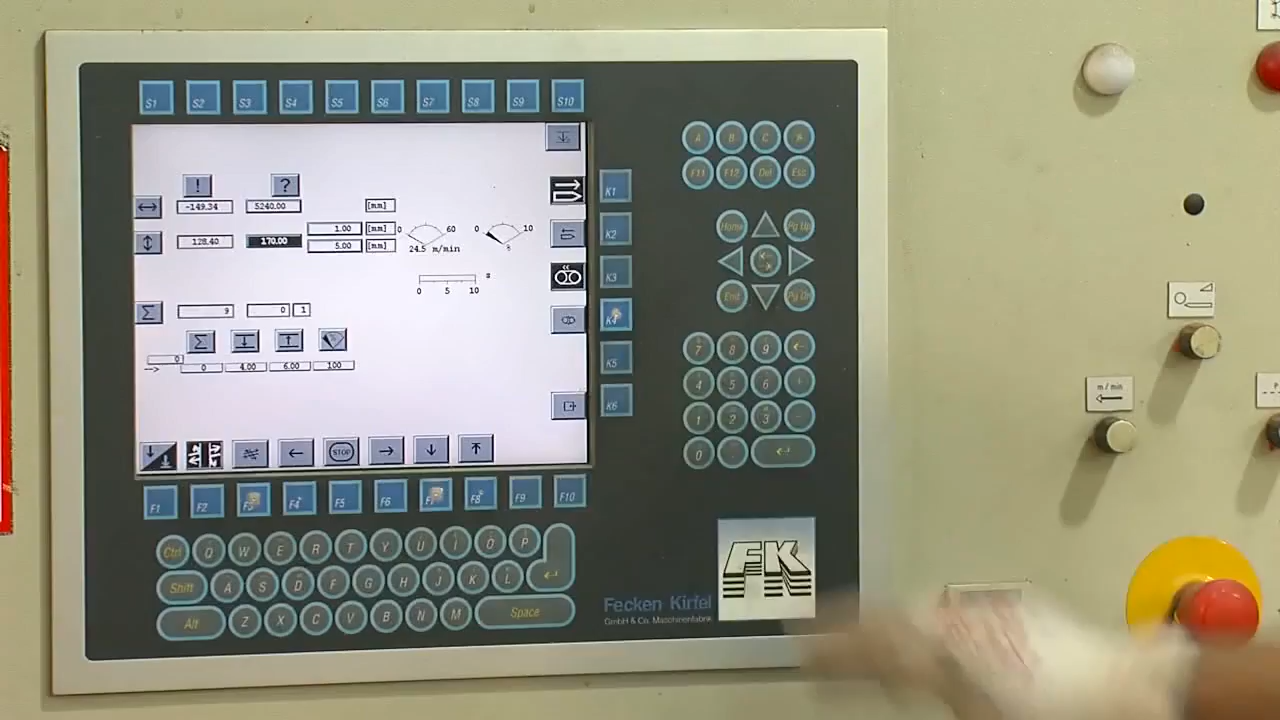 S1 S2 S3 S4 S5 S6 S7 S8 S9 S10
! ?
-149.34 5240.00 [mm]
128.40 170.00 1.00 [mm]
5.00 [mm]
0 60 0 10
24.5 m/min
0 5 10
Σ 9 0 1
Σ
0
0 4.00 6.00 100
STOP
K1
K2
K3
K4
K5
K6
F1 F2 F3 F4 F5 F6 F7 F8 F9 F10
Ctrl Q W E R T Y U I O P
Shift A S D F G H J K L
Alt Z X C V B N M Space
A B C
F11 F12 Del Esc
Home Pg Up
End
7 8 9
4 5 6 +
1 2 3 -
0 .
FK
Fecken Kirfel
GmbH & Co. Maschinenfabrik
m / min